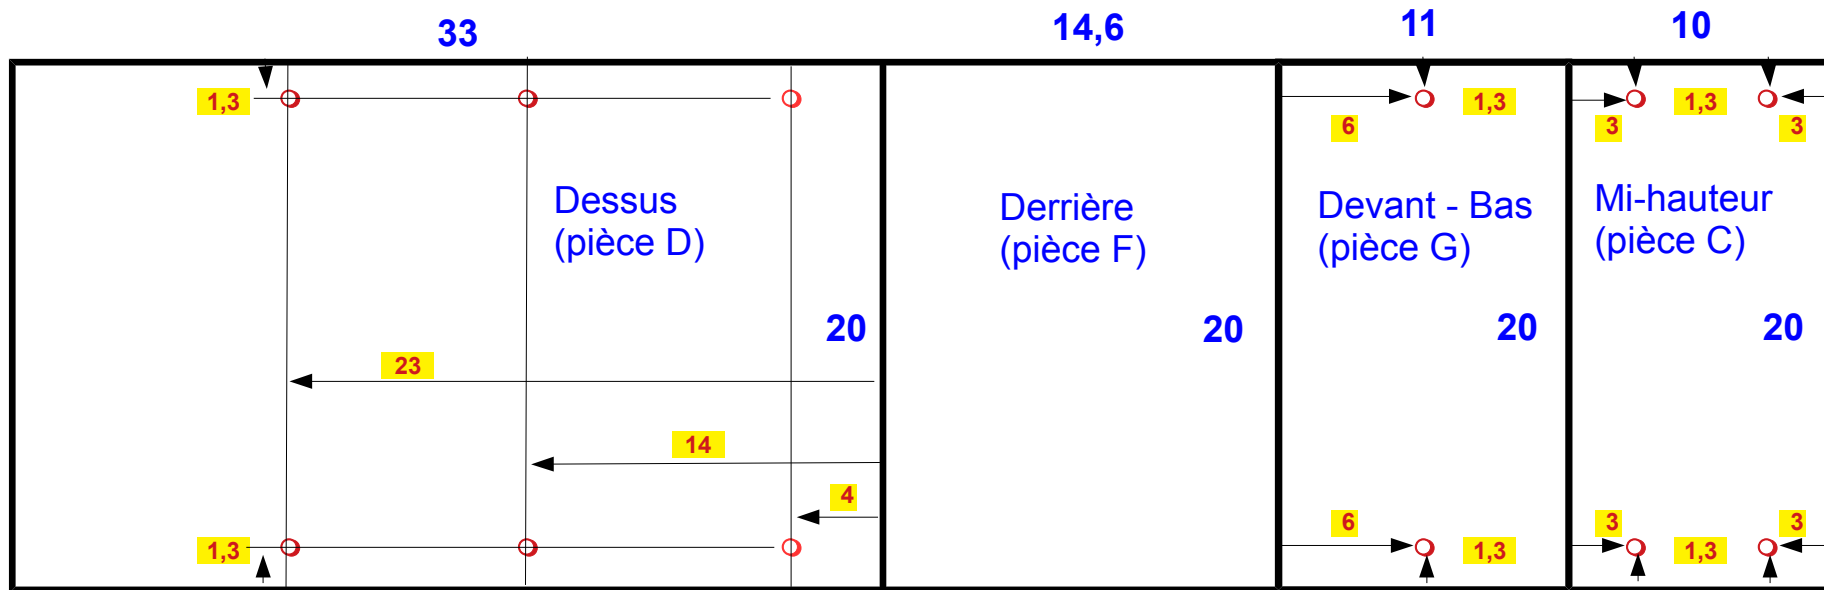 33
14,6
11
10
1,3
1,3
1,3
6
3
3
Dessus
(pièce D)
Derrière
(pièce F)
Devant - Bas
(pièce G)
Mi-hauteur
(pièce C)
20
20
20
20
23
14
4
6
3
3
1,3
1,3
1,3